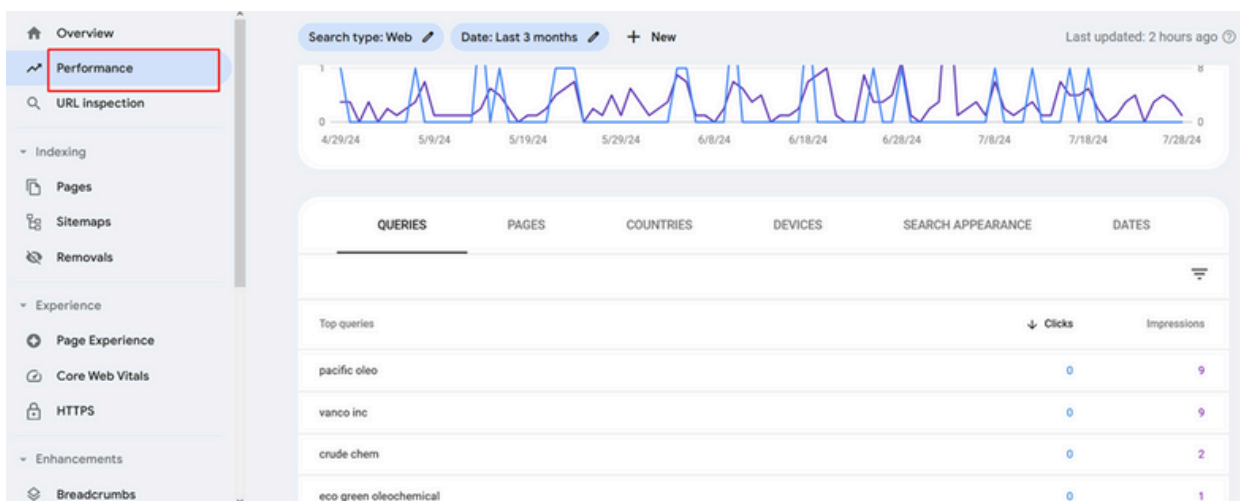 Overview
Performance
URL inspection
Indexing
Pages
Sitemaps
Removals
Experience
Page Experience
Core Web Vitals
HTTPS
Enhancements
Breadcrumbs
Search type: Web Date: Last 3 months + New Last updated: 2 hours ago
1 8
0 0
4/29/24 5/9/24 5/19/24 5/29/24 6/8/24 6/18/24 6/28/24 7/8/24 7/18/24 7/28/24
QUERIES PAGES COUNTRIES DEVICES SEARCH APPEARANCE DATES
Top queries Clicks Impressions
pacific oleo 0 9
vanco inc 0 9
crude chem 0 2
eco green oleochemical 0 1